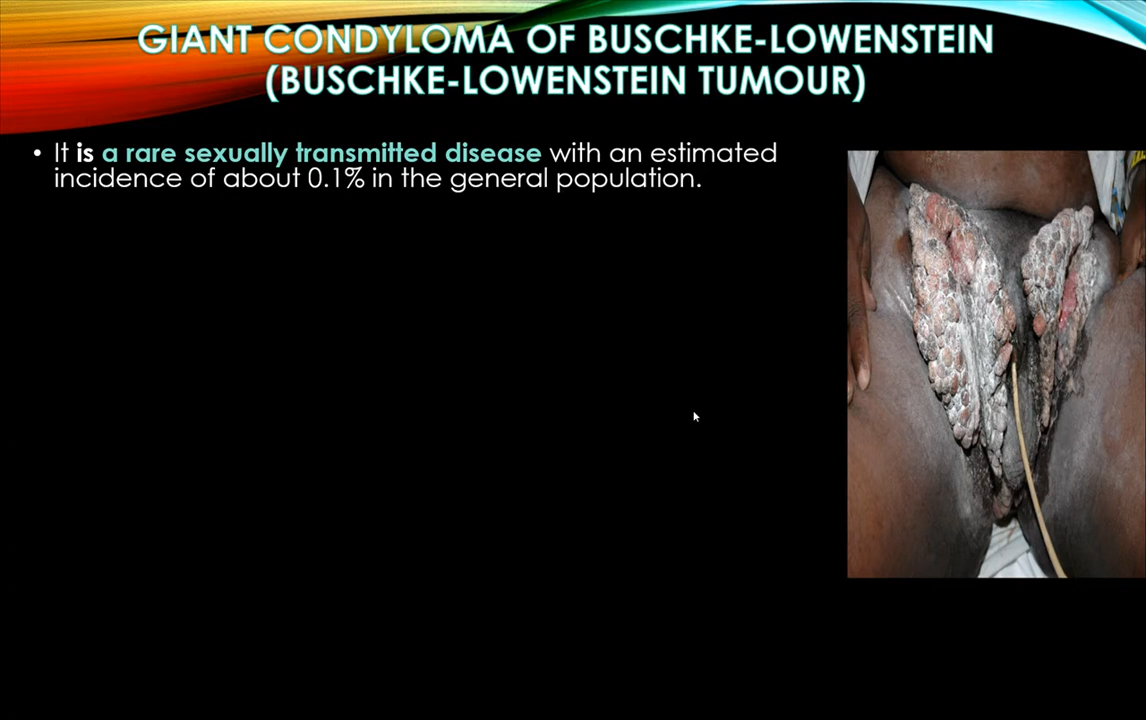 GIANT CONDYLOMA OF BUSCHKE-LOWENSTEIN
(BUSCHKE-LOWENSTEIN TUMOUR)
• It is a rare sexually transmitted disease with an estimated
incidence of about 0.1% in the general population.